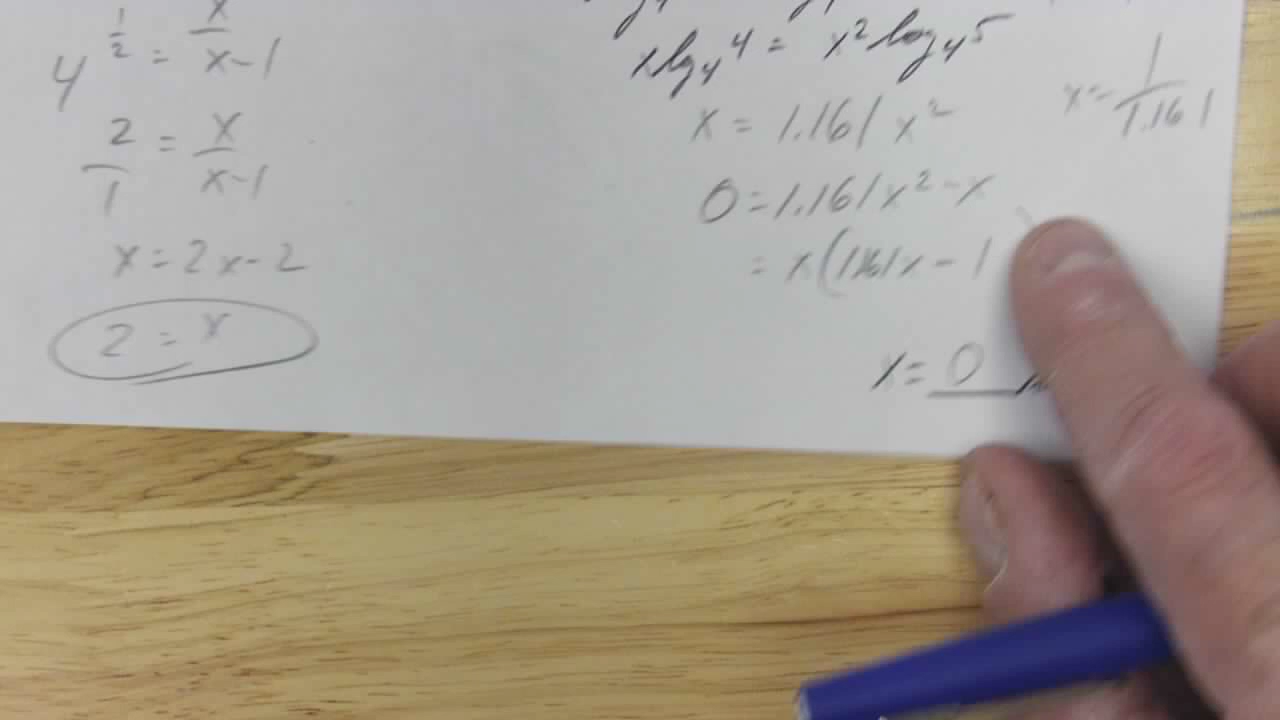 4^{1/2} = x/x-1
2/1 = x/x-1
x = 2x - 2
2 = x
x log₄ 4 = x² log₄ 5
x = 1.161 x²
x = 1/1.161
0 = 1.161x² - x
= x(1.161x - 1
x = 0